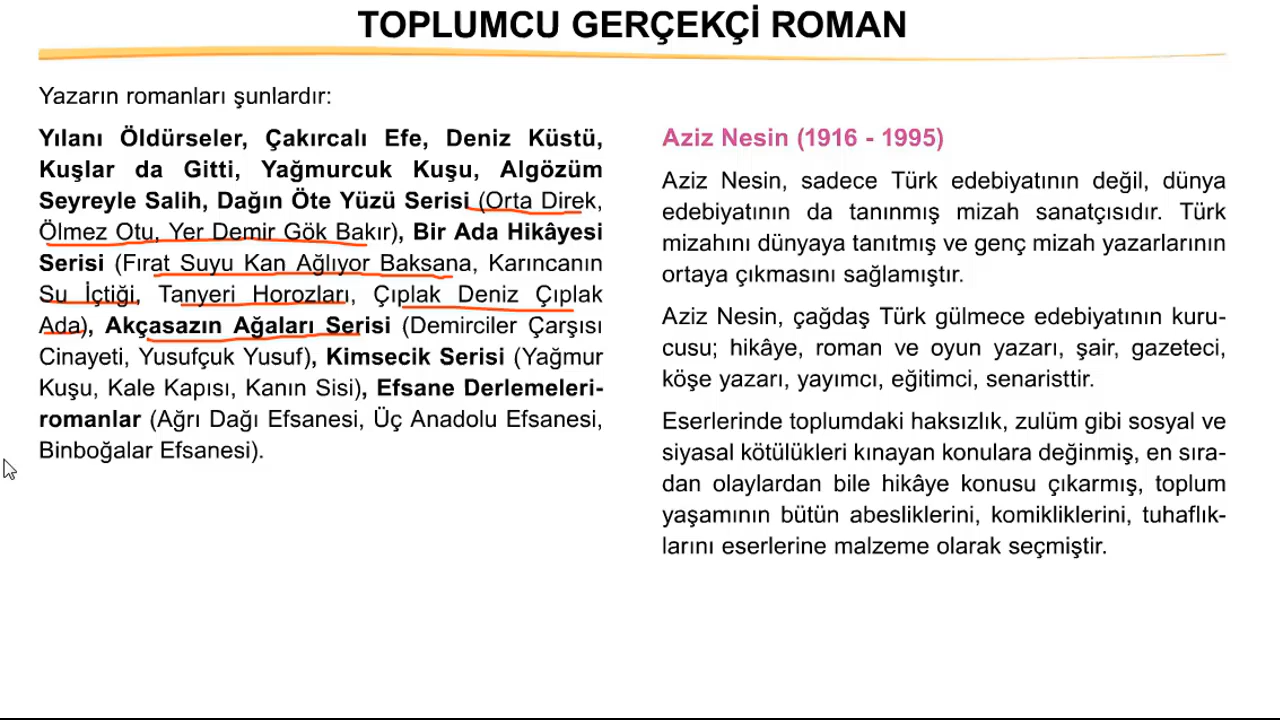 TOPLUMCU GERÇEKÇİ ROMAN
Yazarın romanları şunlardır:
Yılanı Öldürseler, Çakırcalı Efe, Deniz Küstü,
Kuşlar da Gitti, Yağmurcuk Kuşu, Algözüm
Seyreyle Salih, Dağın Öte Yüzü Serisi (Orta Direk,
Ölmez Otu, Yer Demir Gök Bakır), Bir Ada Hikâyesi
Serisi (Fırat Suyu Kan Ağlıyor Baksana, Karıncanın
Su İçtiği, Tanyeri Horozları, Çıplak Deniz Çıplak
Ada), Akçasazın Ağaları Serisi (Demirciler Çarşısı
Cinayeti, Yusufçuk Yusuf), Kimsecik Serisi (Yağmur
Kuşu, Kale Kapısı, Kanın Sisi), Efsane Derlemeleri-
romanlar (Ağrı Dağı Efsanesi, Üç Anadolu Efsanesi,
Binboğalar Efsanesi).
Aziz Nesin (1916 - 1995)
Aziz Nesin, sadece Türk edebiyatının değil, dünya
edebiyatının da tanınmış mizah sanatçısıdır. Türk
mizahını dünyaya tanıtmış ve genç mizah yazarlarının
ortaya çıkmasını sağlamıştır.
Aziz Nesin, çağdaş Türk gülmece edebiyatının kuru-
cusu; hikâye, roman ve oyun yazarı, şair, gazeteci,
köşe yazarı, yayımcı, eğitimci, senaristtir.
Eserlerinde toplumdaki haksızlık, zulüm gibi sosyal ve
siyasal kötülükleri kınayan konulara değinmiş, en sıra-
dan olaylardan bile hikâye konusu çıkarmış, toplum
yaşamının bütün abesliklerini, komikliklerini, tuhaflık-
larını eserlerine malzeme olarak seçmiştir.